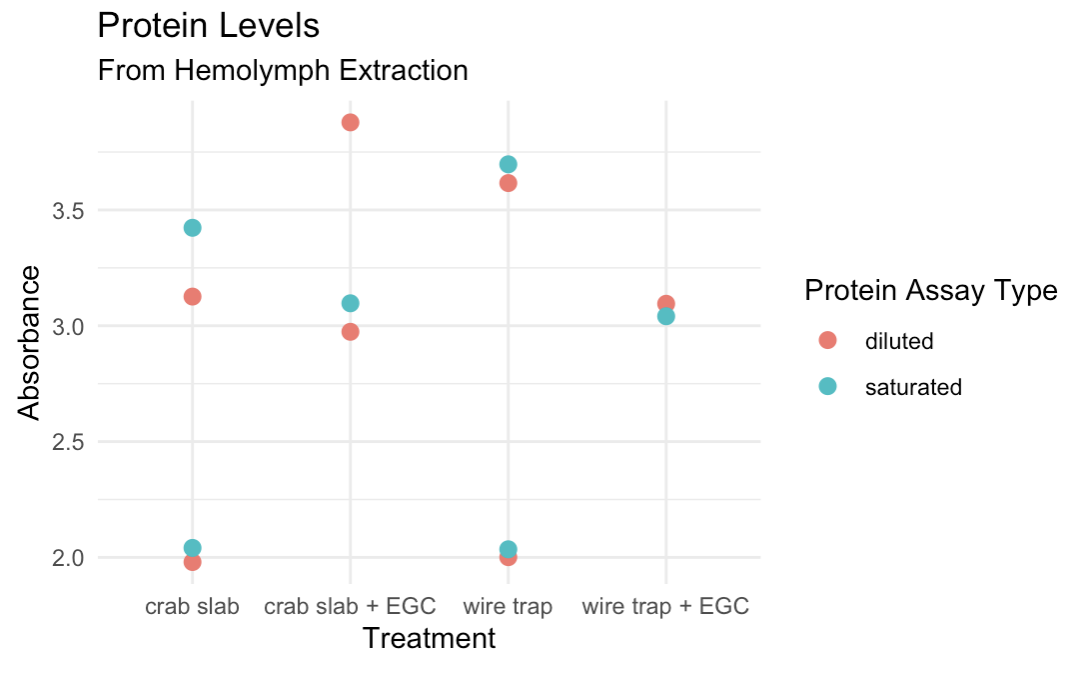 Protein Levels
From Hemolymph Extraction
Absorbance
3.5
3.0
2.5
2.0
crab slab
crab slab + EGC
wire trap
wire trap + EGC
Treatment
Protein Assay Type
diluted
saturated